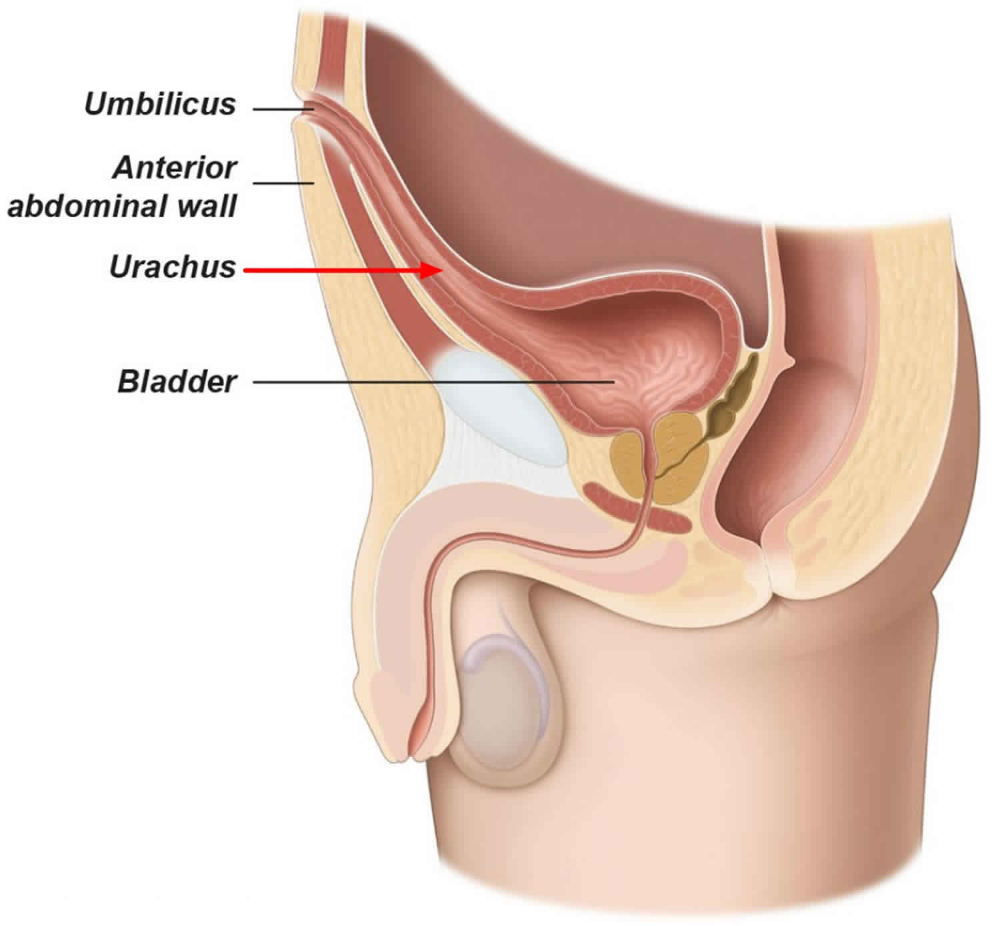 Umbilicus
Anterior
abdominal wall
Urachus
Bladder